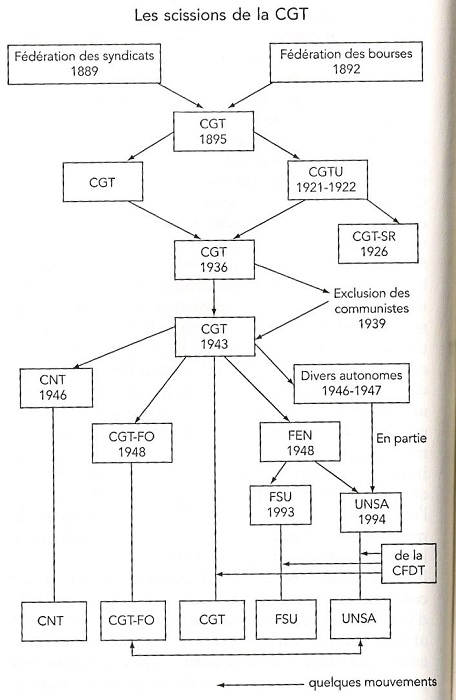 Les scissions de la CGT
Fédération des syndicats
1889
Fédération des bourses
1892
CGT
1895
CGT
CGTU
1921-1922
CGT-SR
1926
CGT
1936
Exclusion des
communistes
1939
CGT
1943
CNT
1946
Divers autonomes
1946-1947
CGT-FO
1948
FEN
1948
En partie
FSU
1993
UNSA
1994
de la
CFDT
CNT
CGT-FO
CGT
FSU
UNSA
quelques mouvements